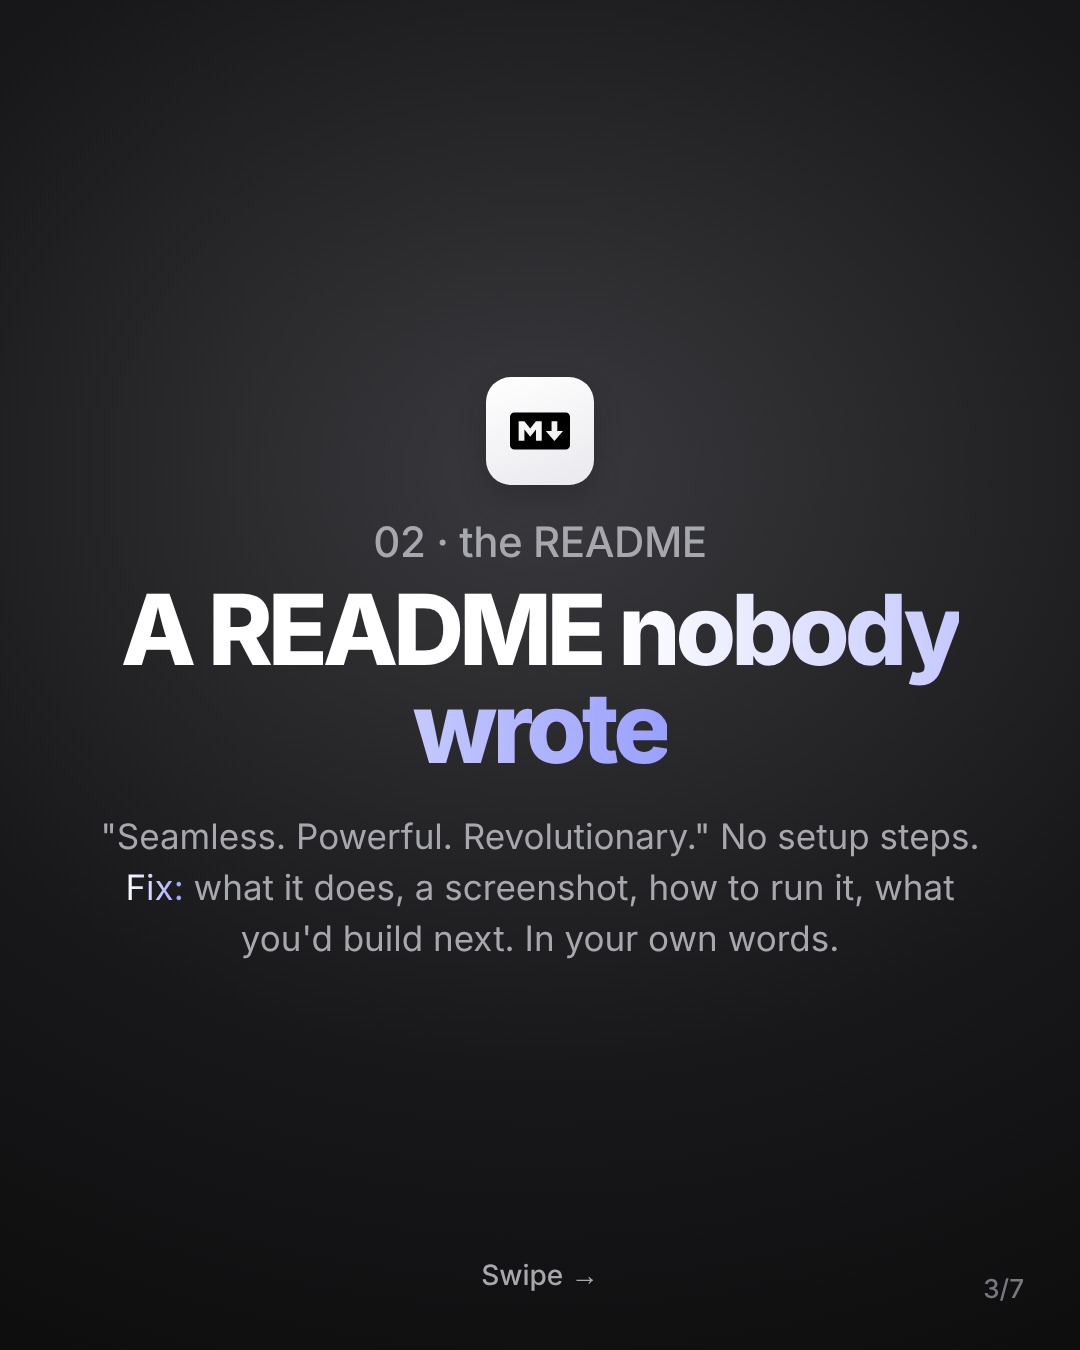 M↓
02 · the README
A README nobody
wrote
"Seamless. Powerful. Revolutionary." No setup steps.
Fix: what it does, a screenshot, how to run it, what
you'd build next. In your own words.
Swipe →
3/7